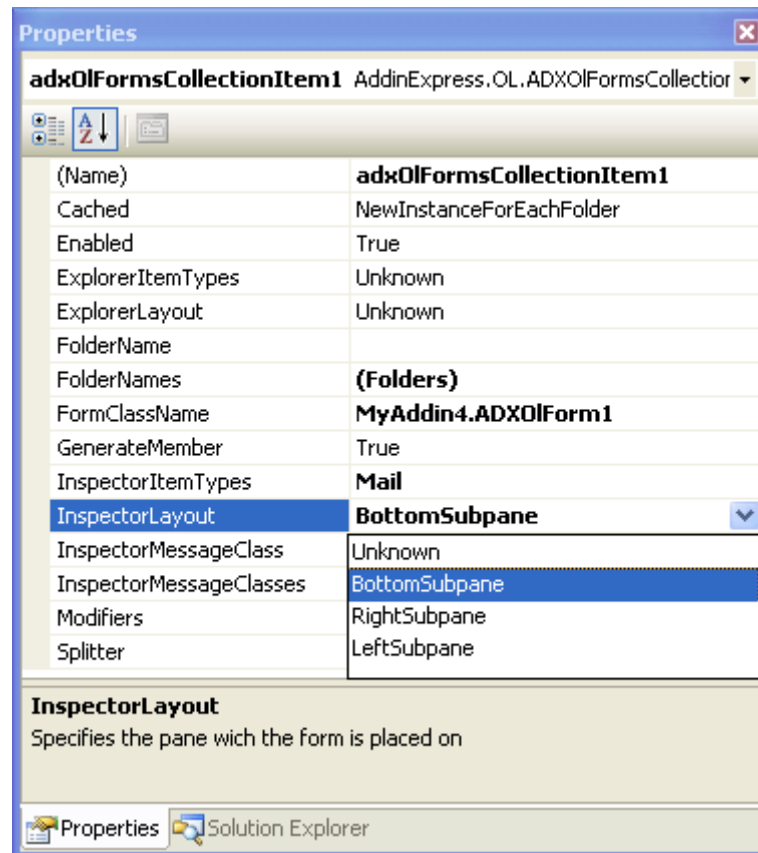 Properties
adxOlFormsCollectionItem1 AddinExpress.OL.ADXOlFormsCollection
(Name) adxOlFormsCollectionItem1
Cached NewInstanceForEachFolder
Enabled True
ExplorerItemTypes Unknown
ExplorerLayout Unknown
FolderName
FolderNames (Folders)
FormClassName MyAddin4.ADXOlForm1
GenerateMember True
InspectorItemTypes Mail
InspectorLayout BottomSubpane
InspectorMessageClass Unknown
InspectorMessageClasses BottomSubpane
Modifiers RightSubpane
Splitter LeftSubpane
InspectorLayout
Specifies the pane wich the form is placed on
Properties Solution Explorer